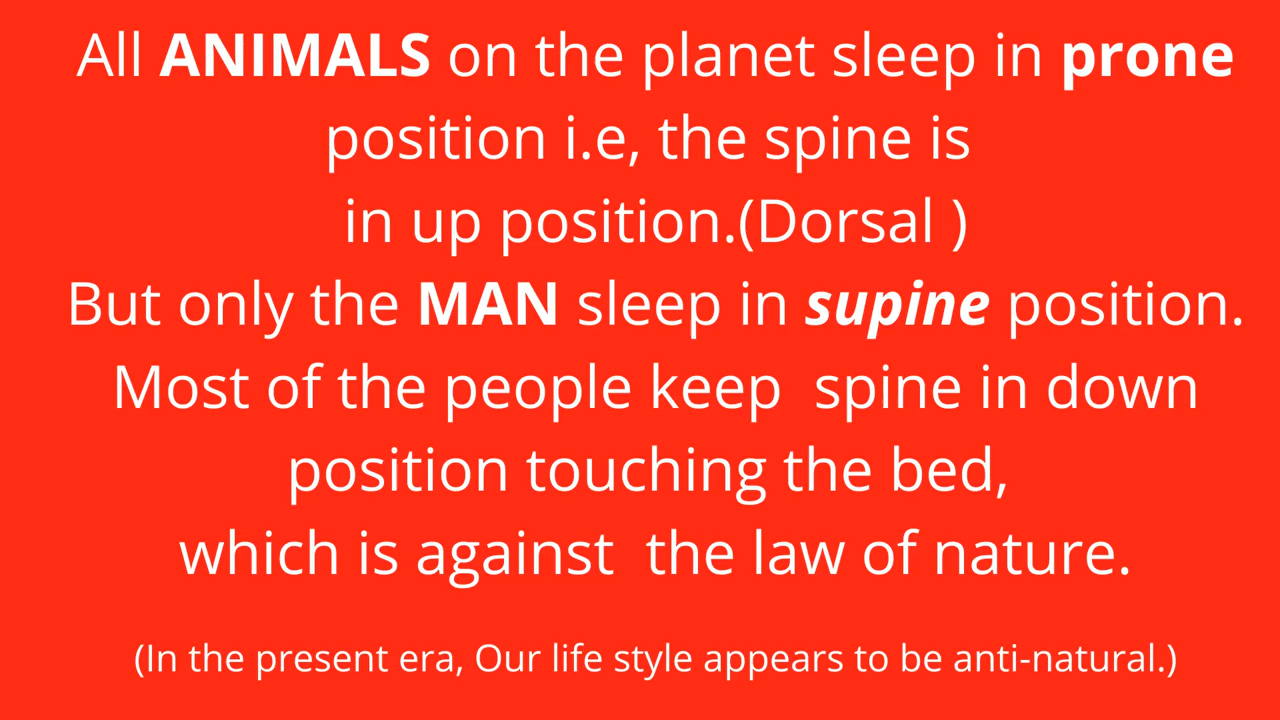 All ANIMALS on the planet sleep in prone
position i.e, the spine is
in up position.(Dorsal )
But only the MAN sleep in supine position.
Most of the people keep  spine in down
position touching the bed,
which is against  the law of nature.
(In the present era, Our life style appears to be anti-natural.)